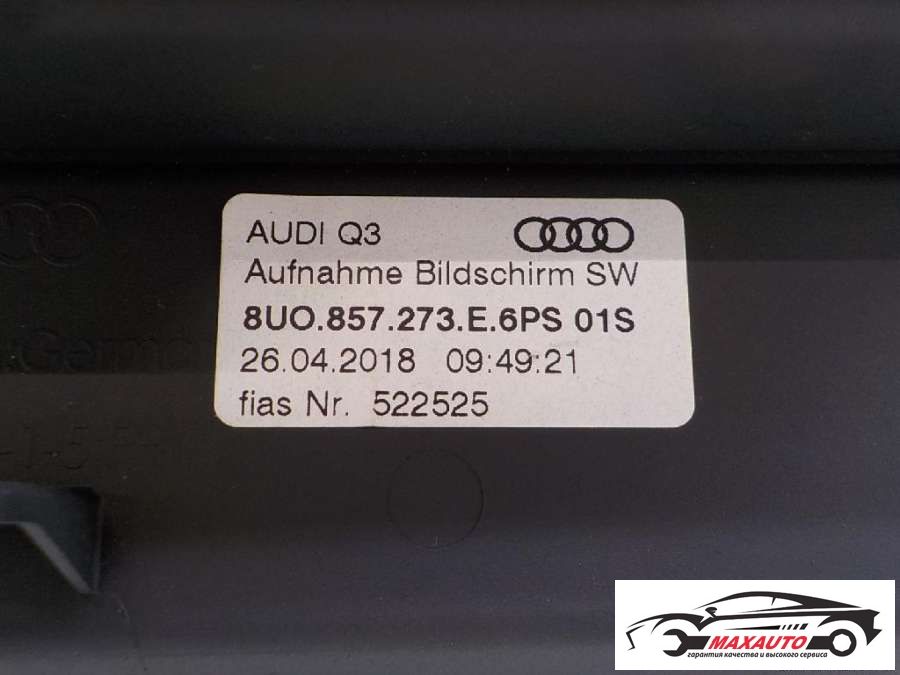 AUDI Q3
Aufnahme Bildschirm SW
8UO.857.273.E.6PS 01S
26.04.2018 09:49:21
fias Nr. 522525
German
MAXAUTO
гарантия качества и высокого сервиса